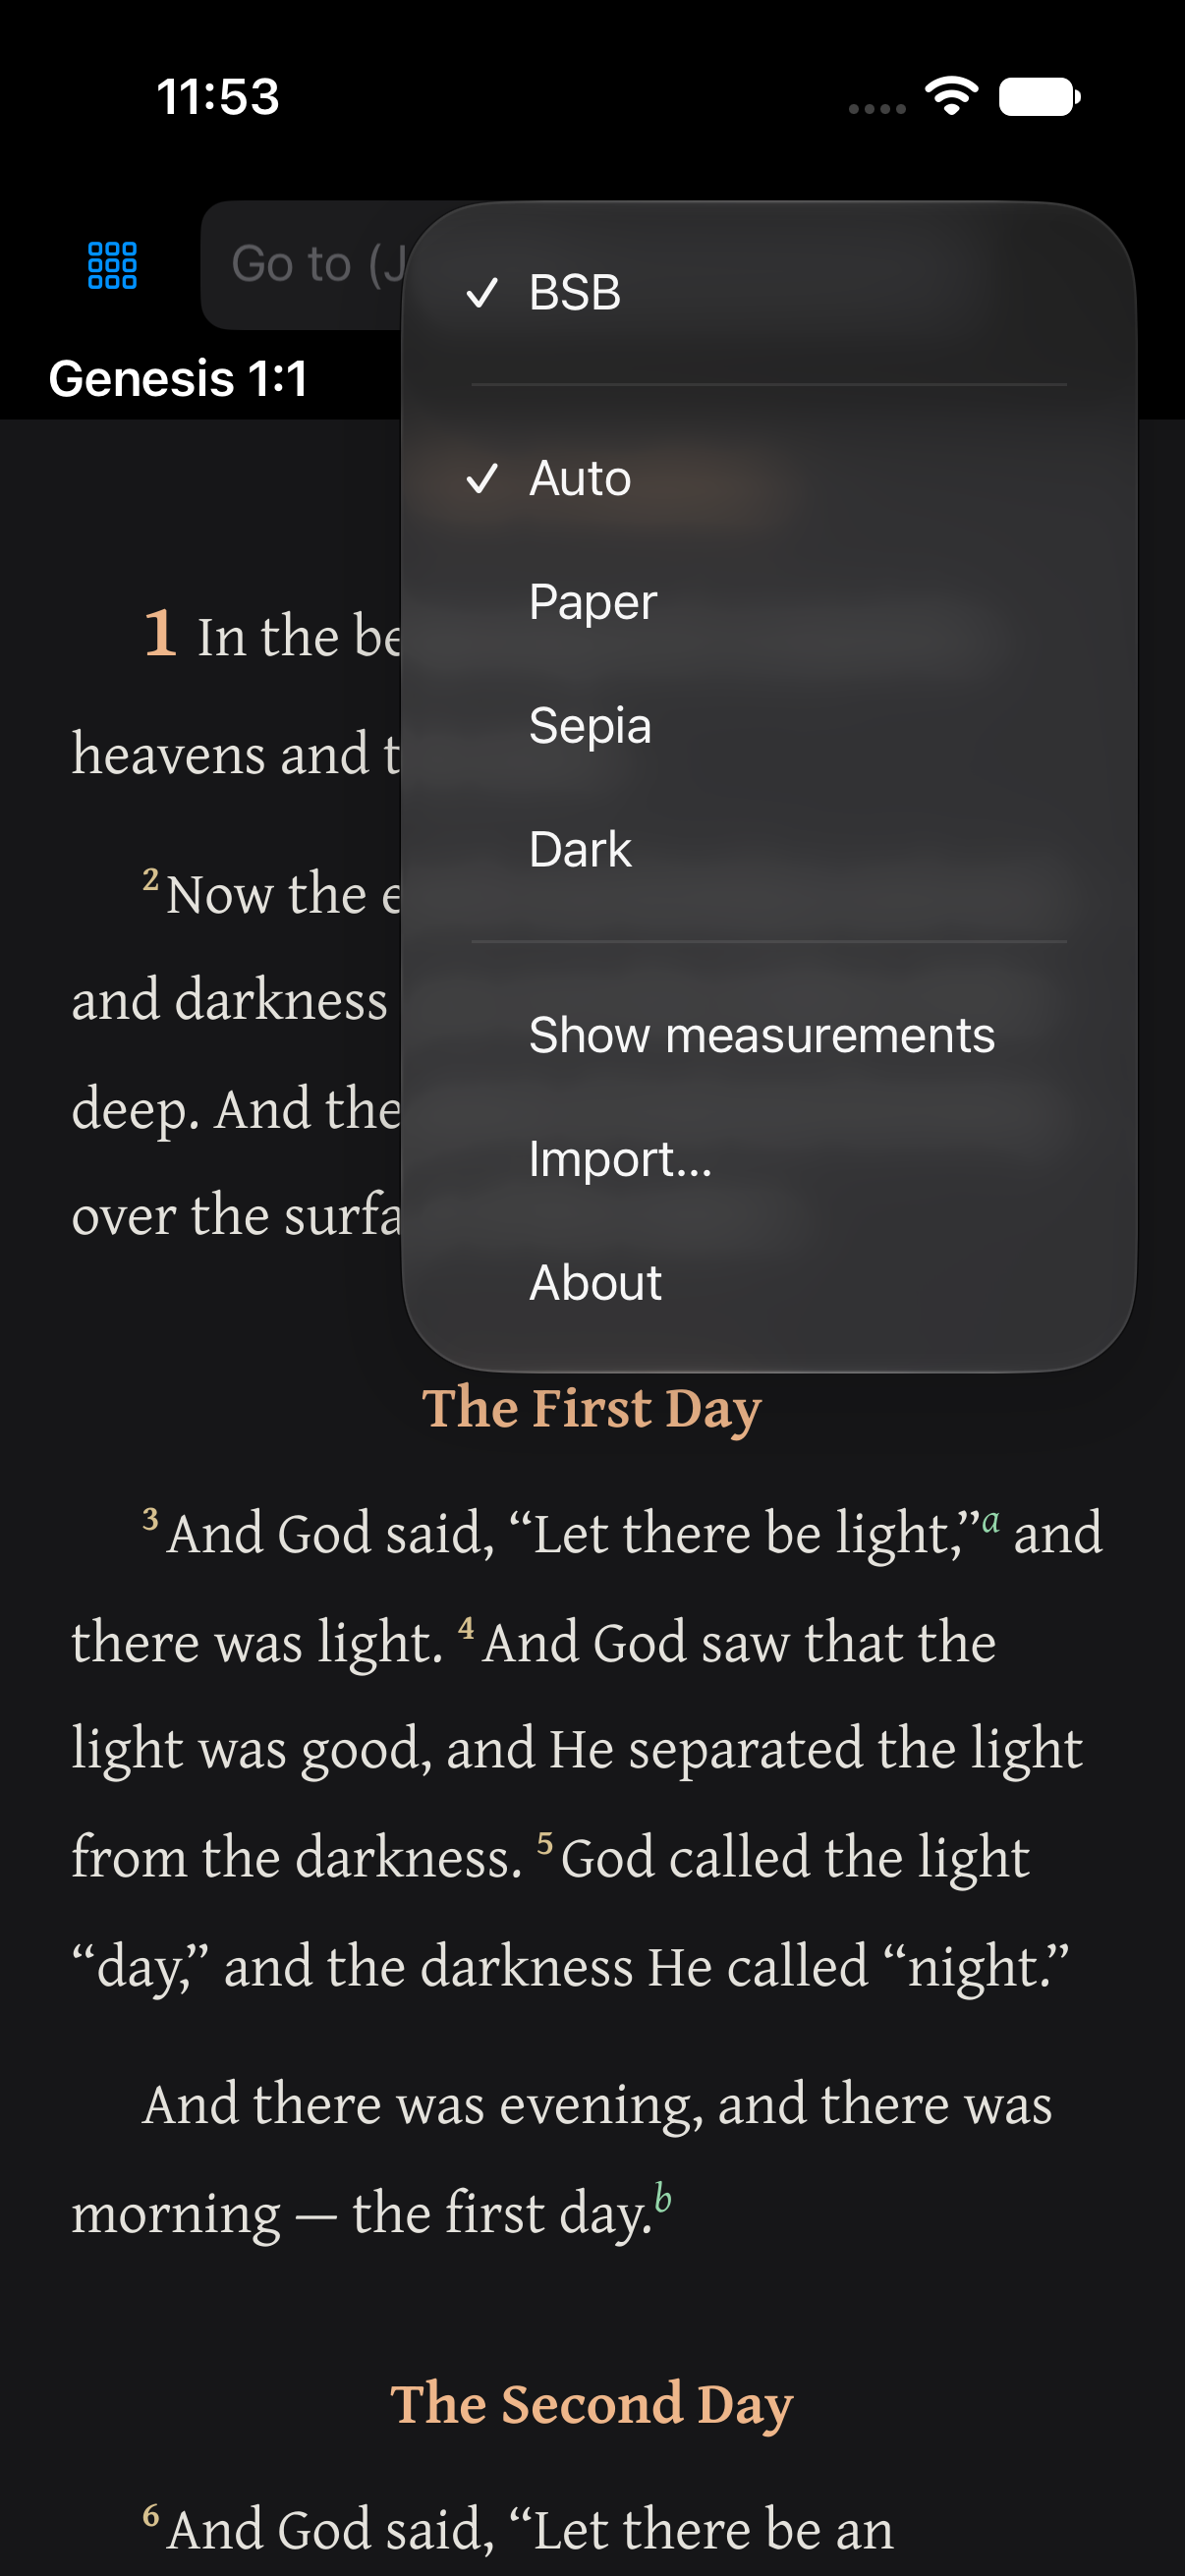 11:53
Go to (J
BSB
Genesis 1:1
Auto
Paper
Sepia
Dark
Show measurements
Import...
About
1 In the be
heavens and t
2 Now the e
and darkness
deep. And the
over the surfa
The First Day
3 And God said, “Let there be light,”a and
there was light. 4 And God saw that the
light was good, and He separated the light
from the darkness. 5 God called the light
“day,” and the darkness He called “night.”
And there was evening, and there was
morning — the first day.b
The Second Day
6 And God said, “Let there be an